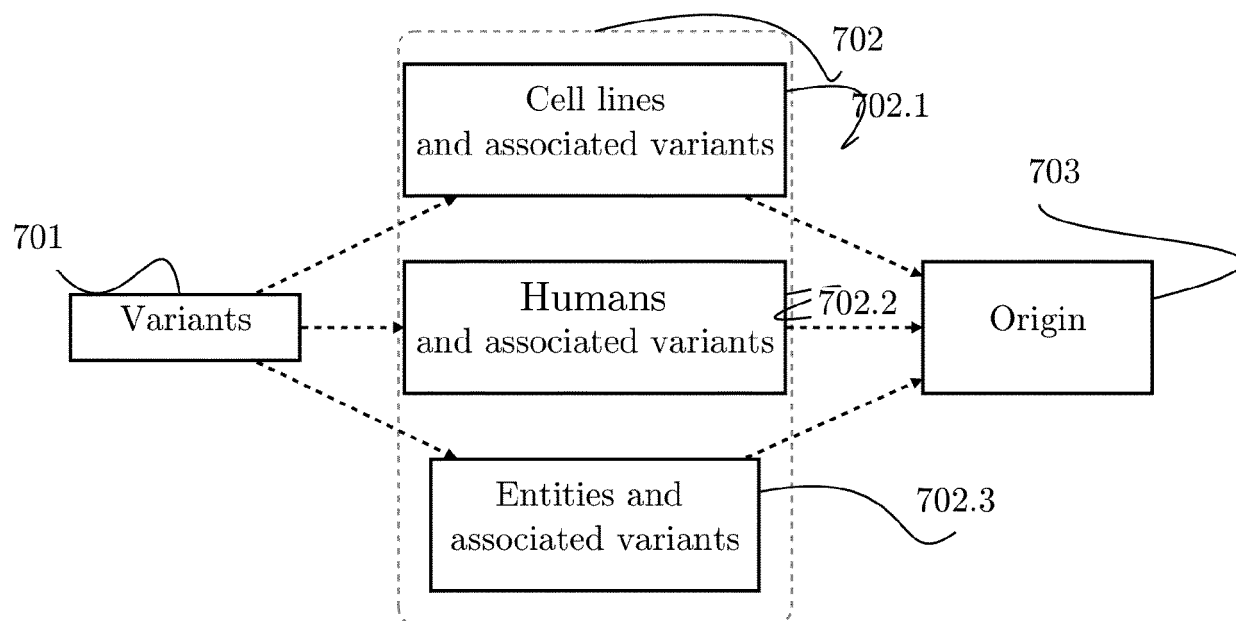 702
Cell lines
and associated variants
702.1
703
701
Variants
Humans
and associated variants
702.2
Origin
Entities and
associated variants
702.3